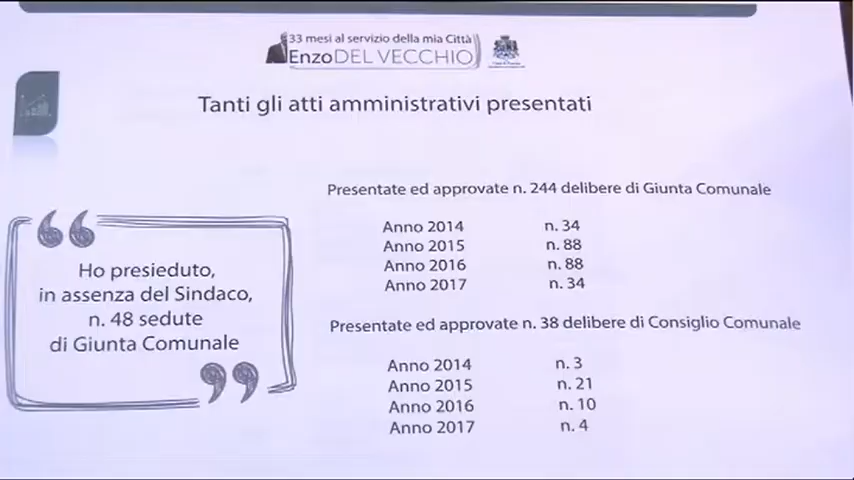 33 mesi al servizio della mia Città
Enzo DEL VECCHIO
Tanti gli atti amministrativi presentati
Presentate ed approvate n. 244 delibere di Giunta Comunale
Anno 2014 n. 34
Anno 2015 n. 88
Anno 2016 n. 88
Anno 2017 n. 34
“Ho presieduto,
in assenza del Sindaco,
n. 48 sedute
di Giunta Comunale”
Presentate ed approvate n. 38 delibere di Consiglio Comunale
Anno 2014 n. 3
Anno 2015 n. 21
Anno 2016 n. 10
Anno 2017 n. 4